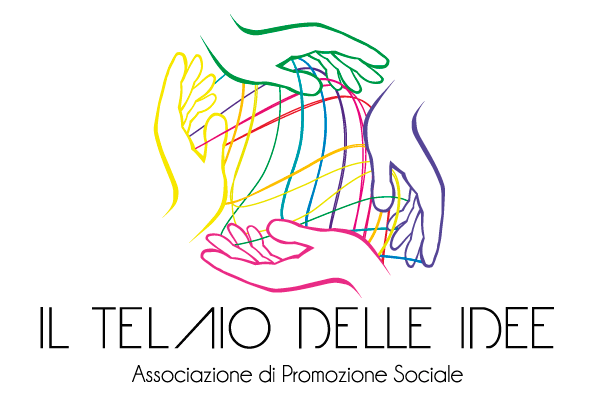 IL TELAIO DELLE IDEE
Associazione di Promozione Sociale